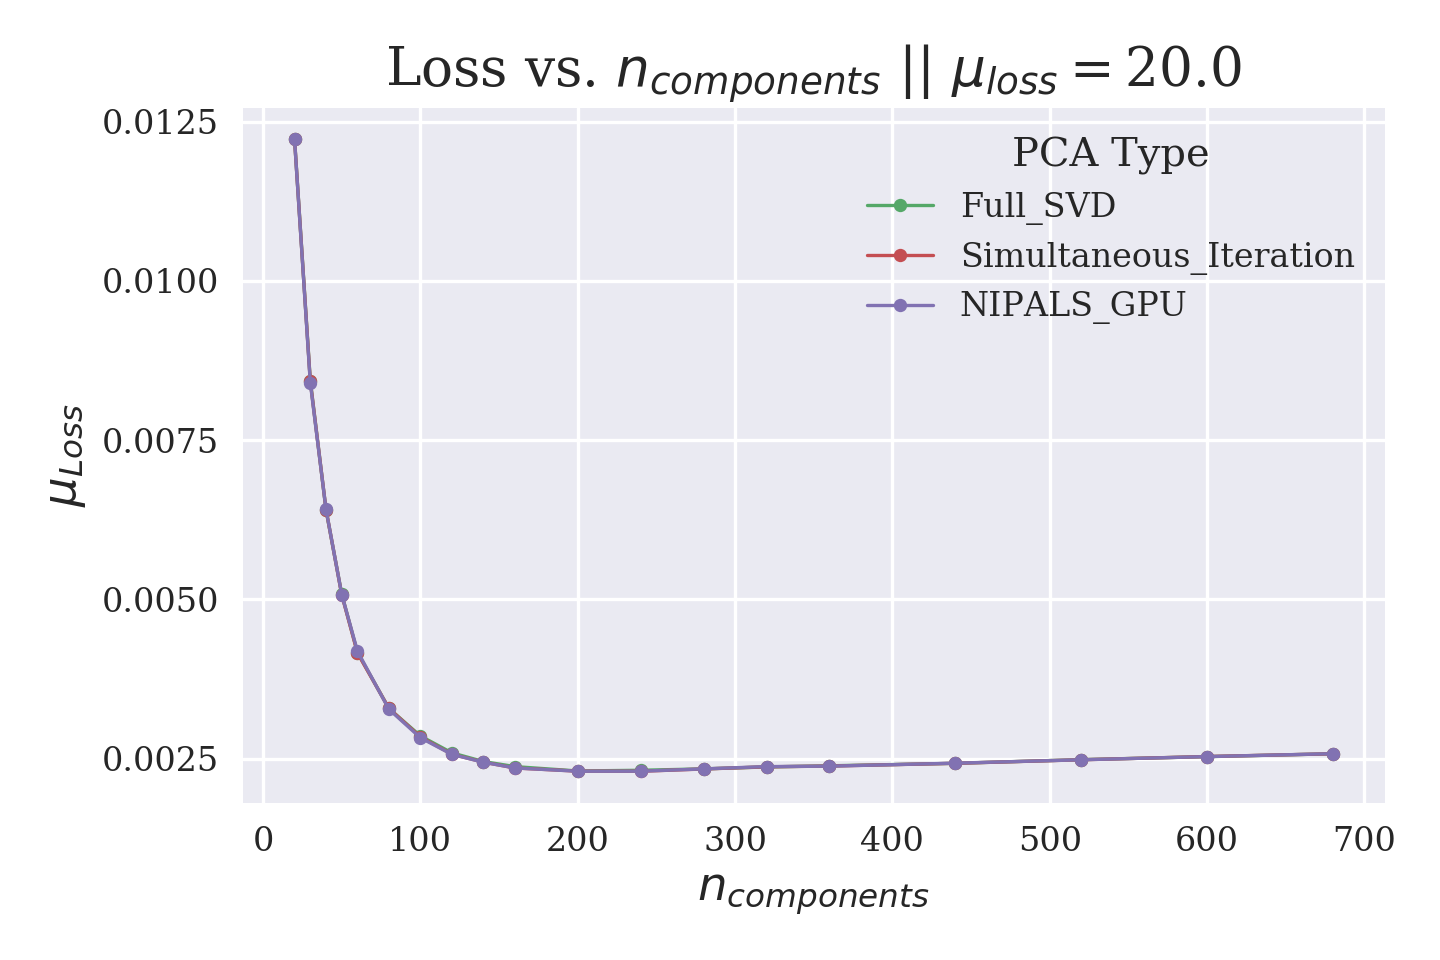 Loss vs. n_components || μ_loss = 20.0
0.0125
0.0100
0.0075
0.0050
0.0025
μ_Loss
PCA Type
Full_SVD
Simultaneous_Iteration
NIPALS_GPU
0 100 200 300 400 500 600 700
n_components